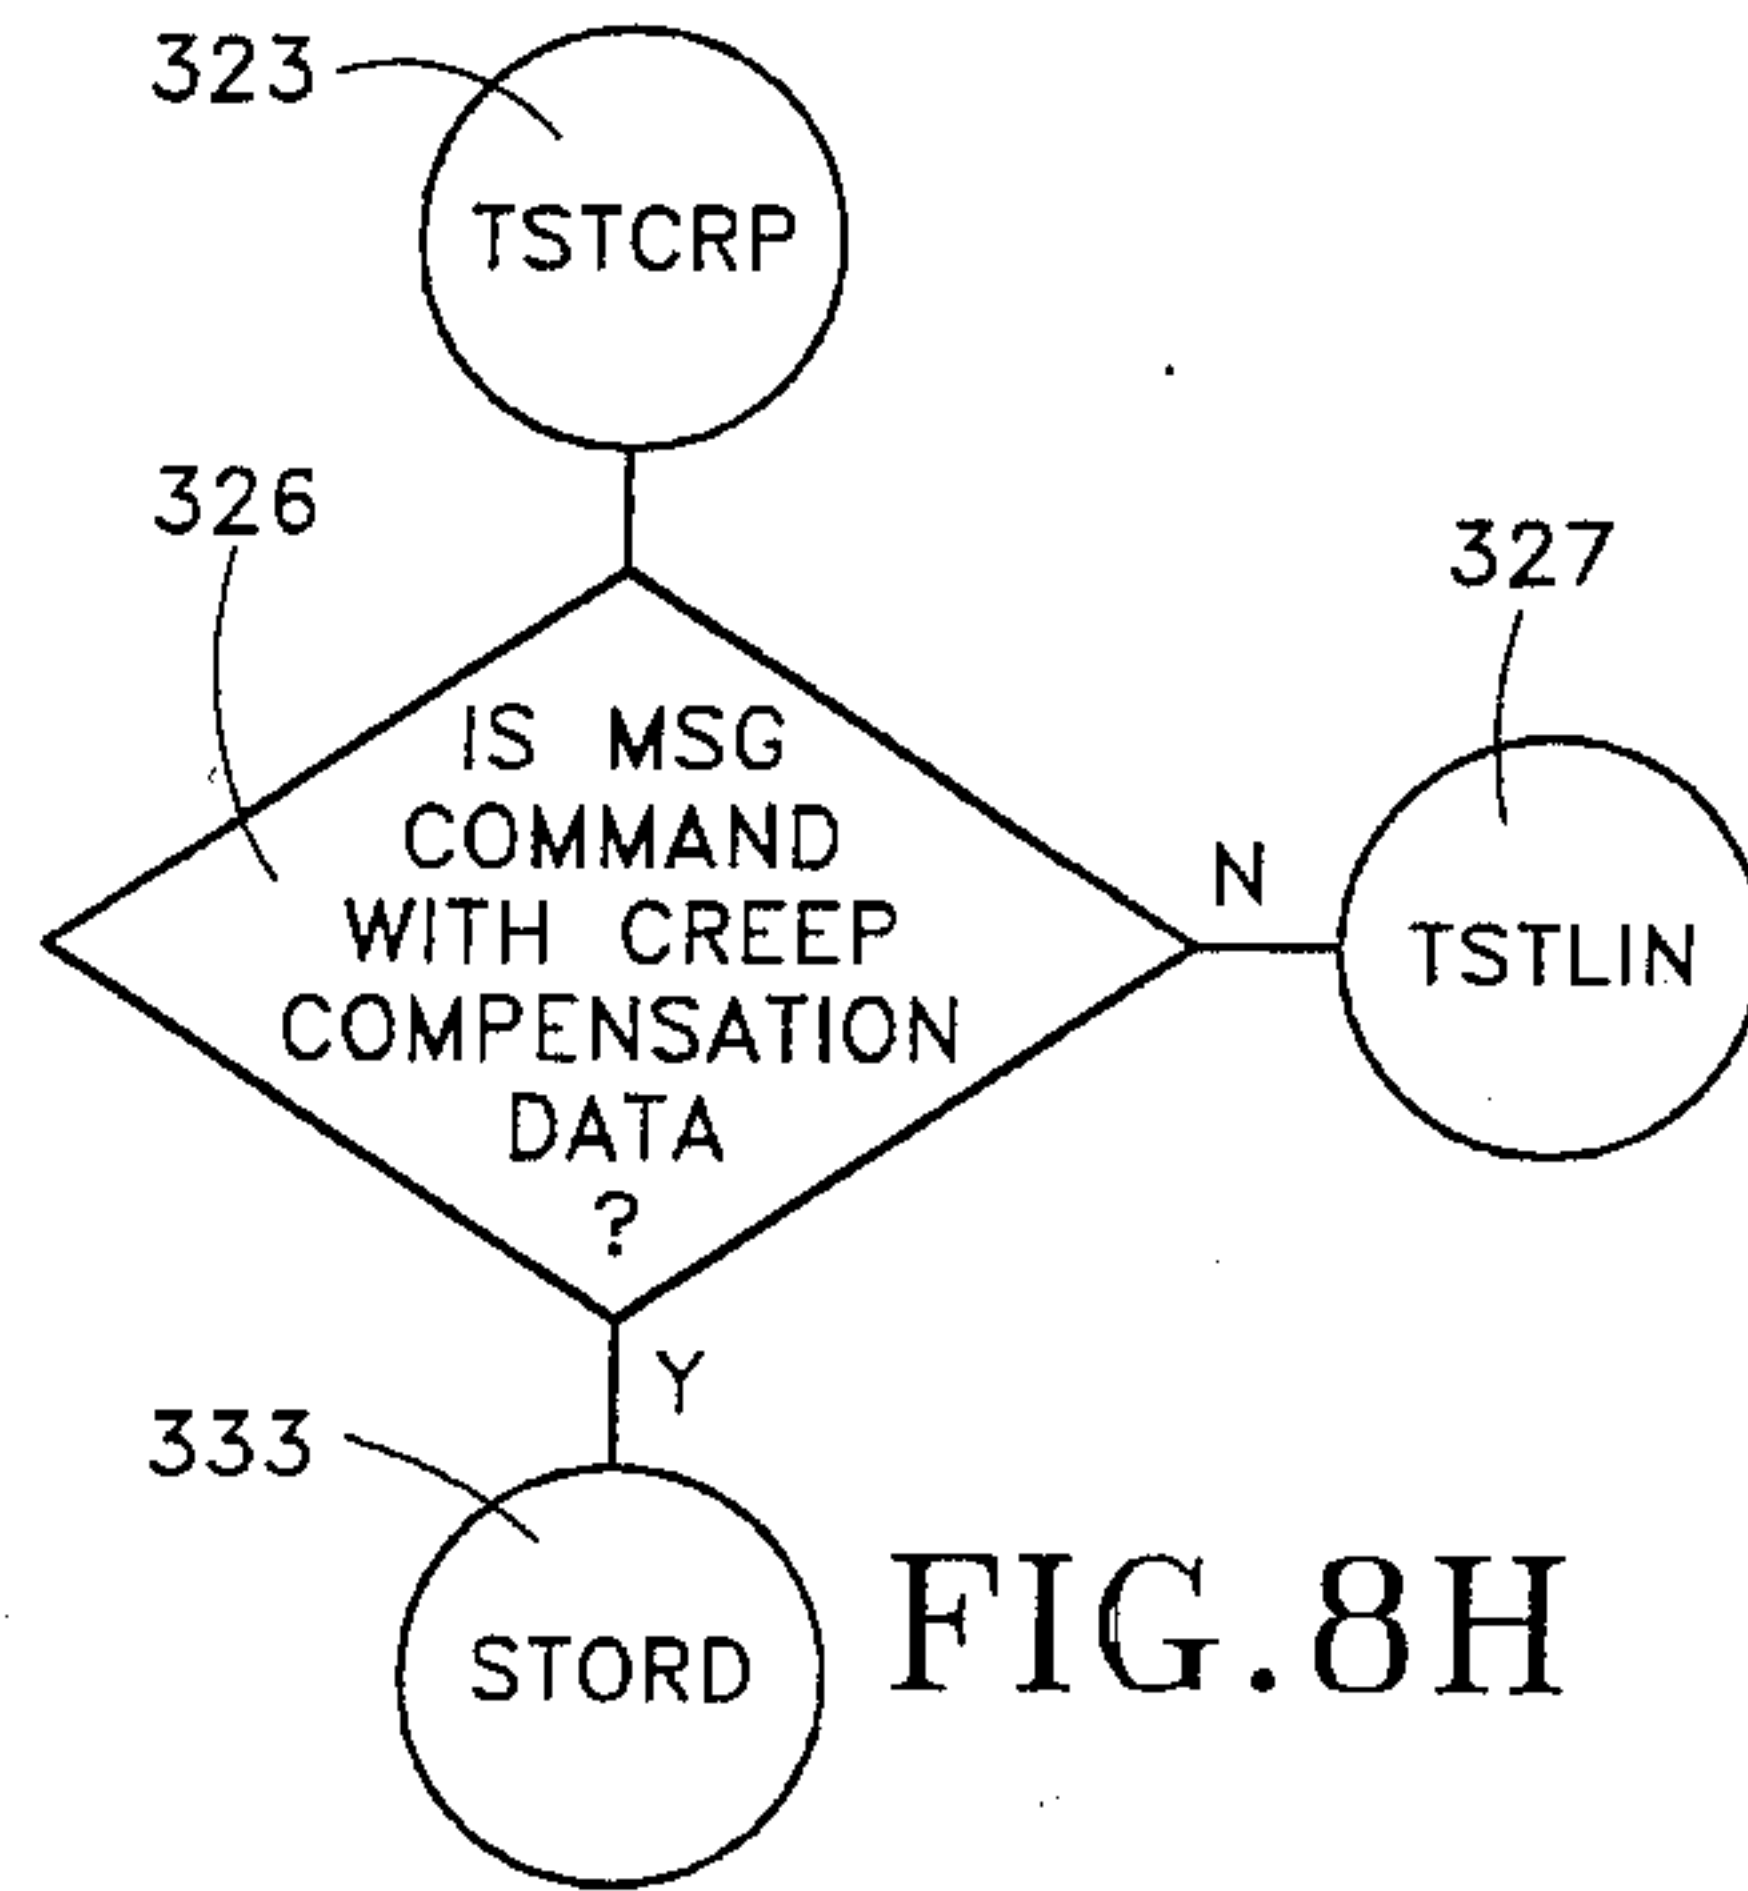 323
TSTCRP
326
IS MSG
COMMAND
WITH CREEP
COMPENSATION
DATA
?
N
327
TSTLIN
Y
333
STORD
FIG.8H